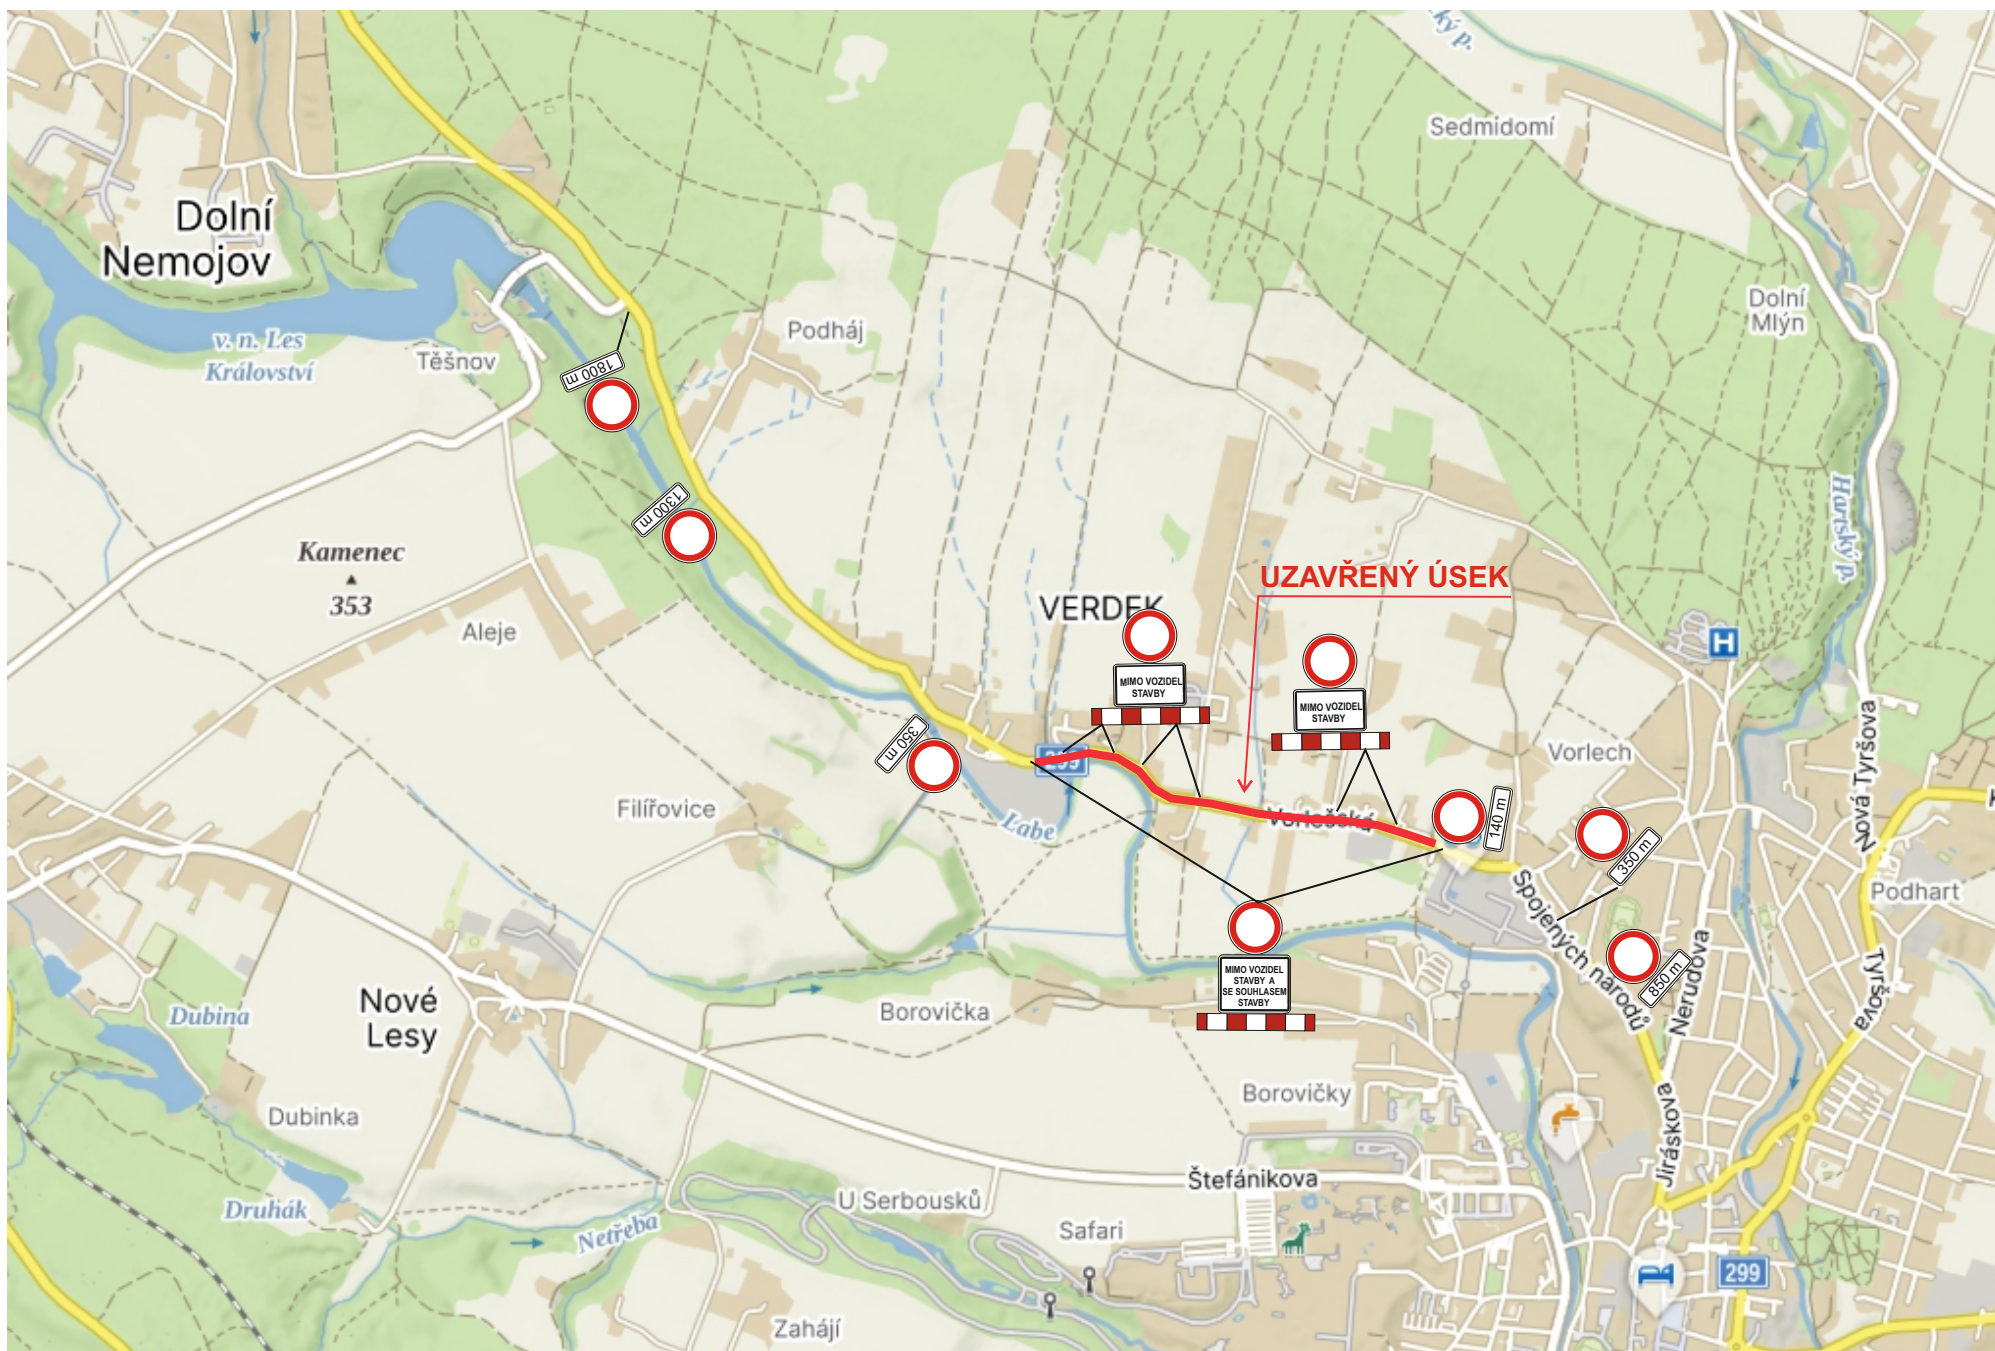 ký p.
Sedmidomí
Dolní
Nemojov
v. n. Les
Království
Těšnov
Podháj
Dolní
Mlýn
1800 m
1300 m
Hartský p.
Kamenec
353
Aleje
VERDEK
UZAVŘENÝ ÚSEK
H
MIMO VOZIDEL
STAVBY
MIMO VOZIDEL
STAVBY
350 m
299
Filířovice
Labe
Vorlešská
Vorlech
140 m
350 m
Nová Tyršova
Podhart
Spojených národů
850 m
Nerudova
Tyršova
MIMO VOZIDEL
STAVBY A
SE SOUHLASEM
STAVBY
Nové
Lesy
Dubina
Borovička
Dubinka
Borovičky
Jiráskova
Štefánikova
Druhák
Netřeba
U Serbousků
Safari
299
Zahájí